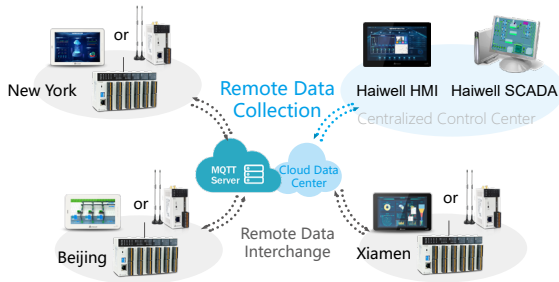 or
New York
Remote Data
Collection
Haiwell HMI
Haiwell SCADA
Centralized Control Center
MQTT
Server
Cloud Data
Center
or
Beijing
Remote Data
Interchange
or
Xiamen